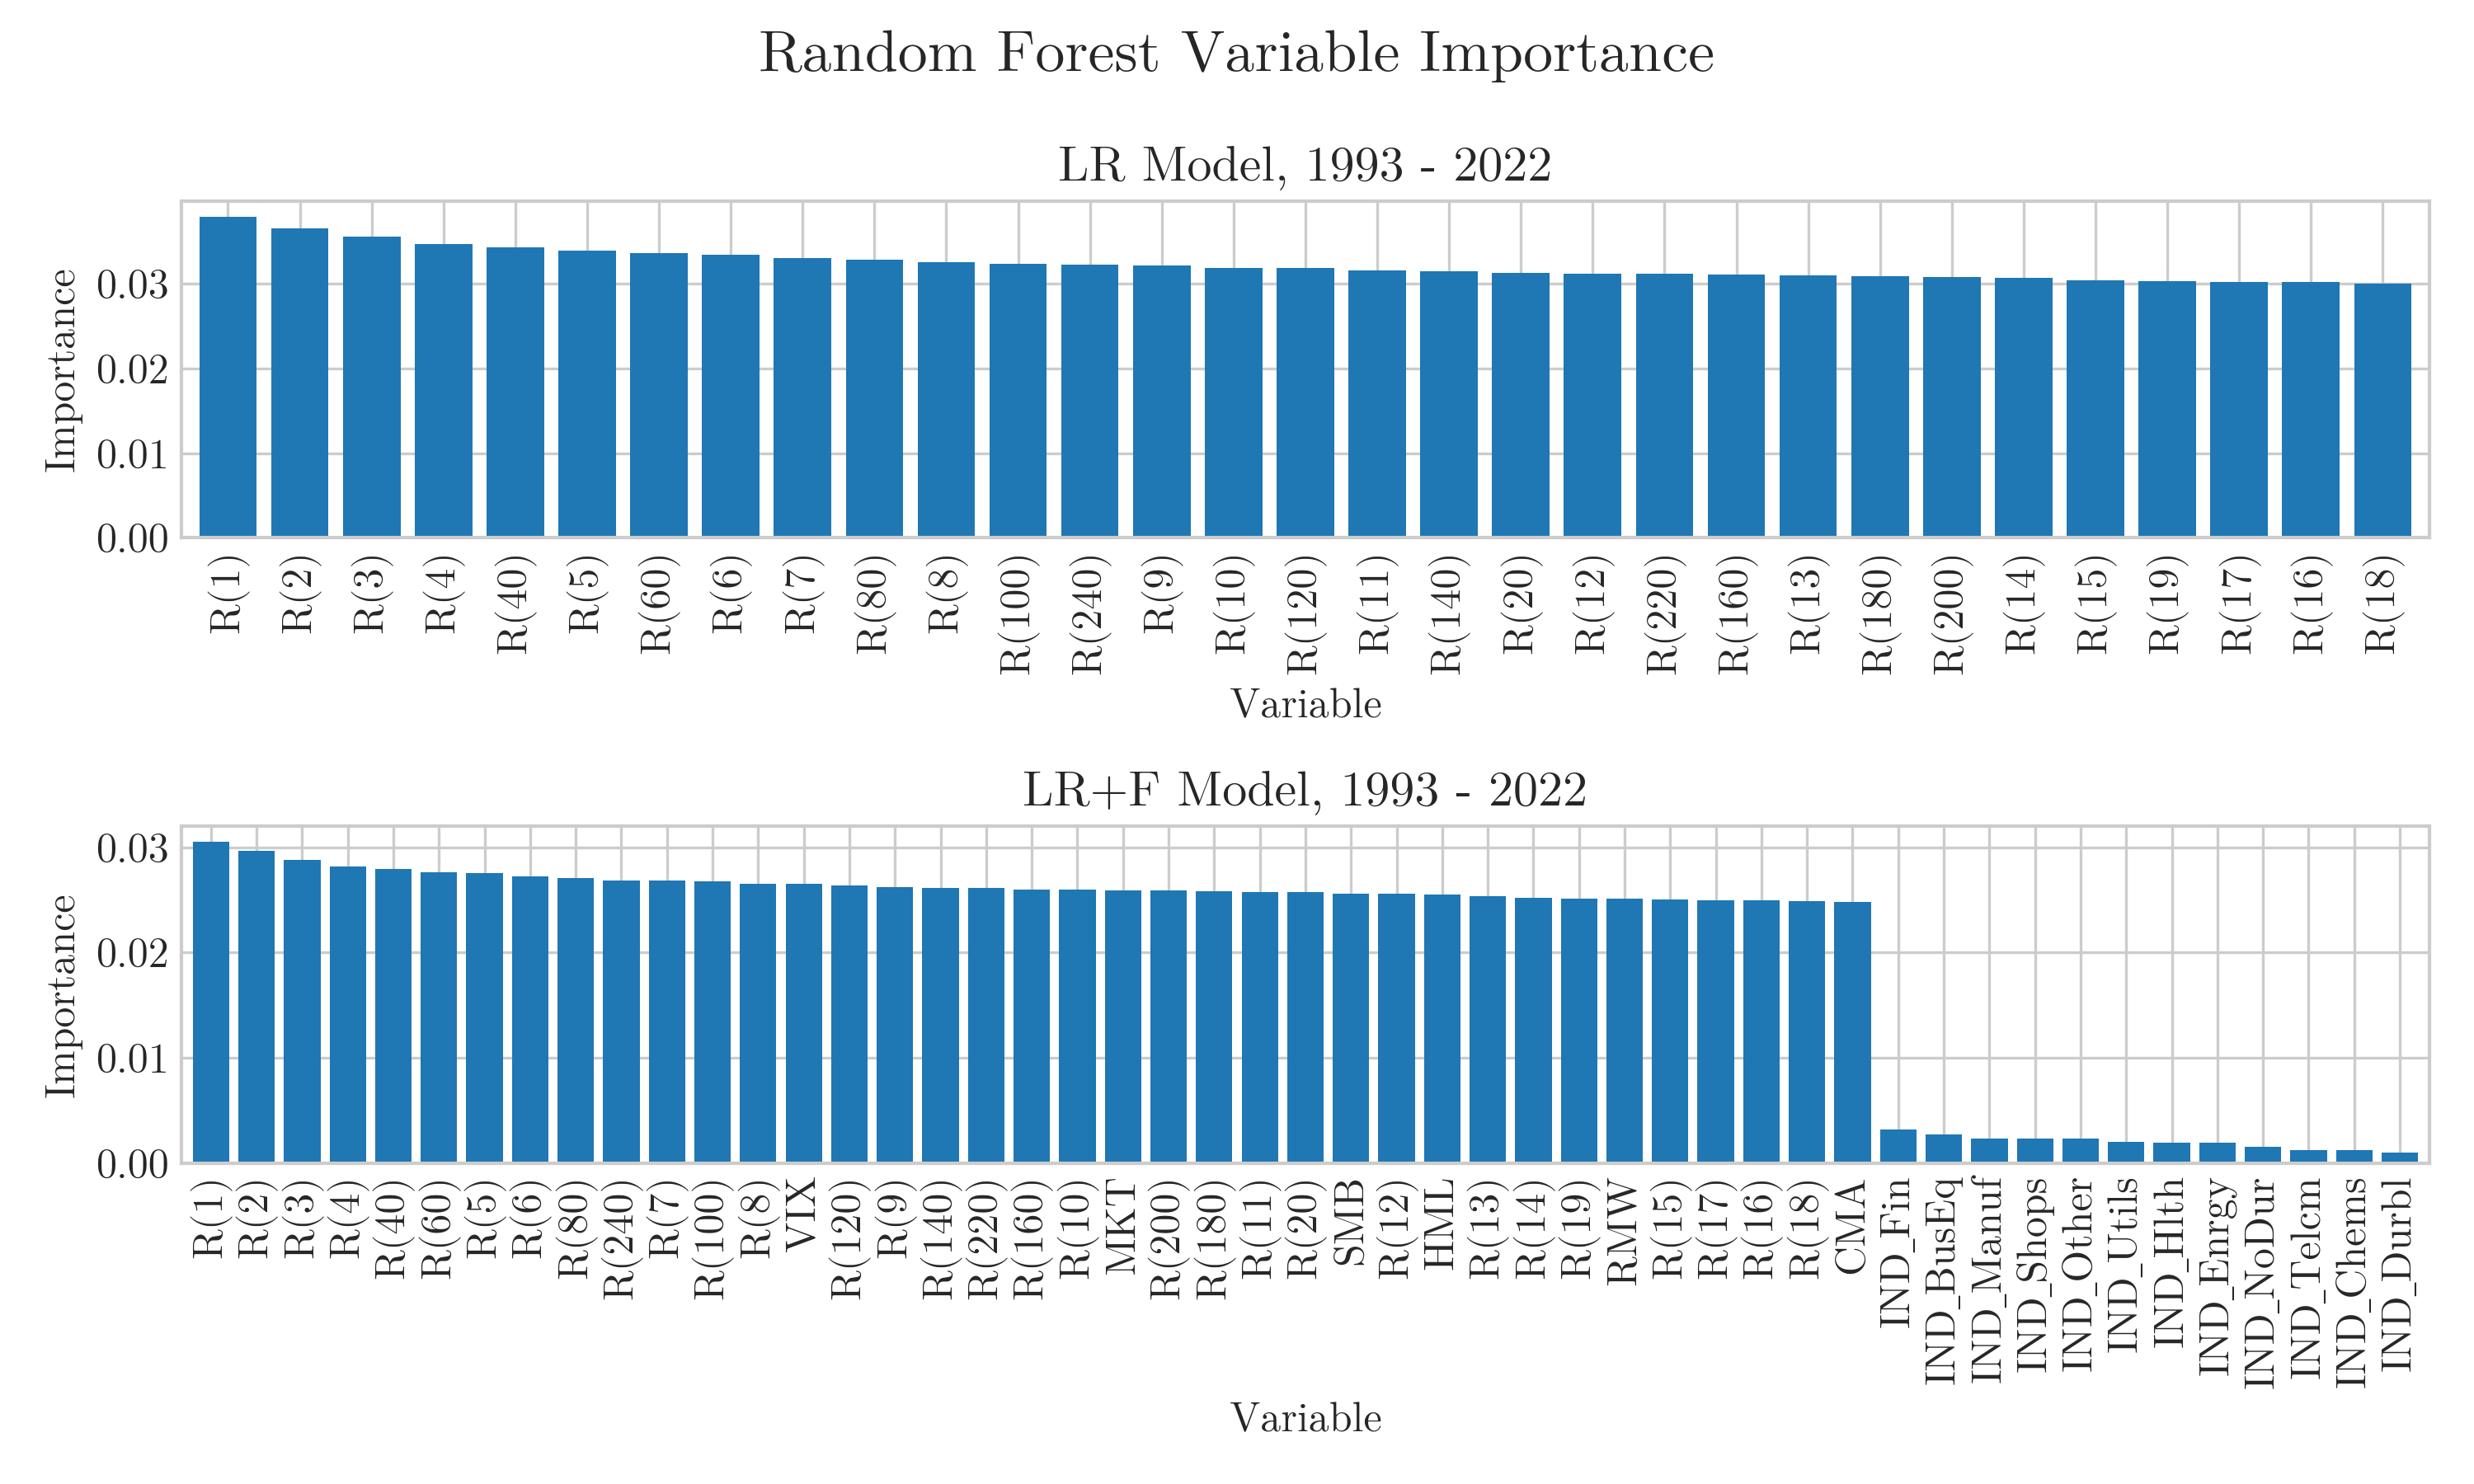 Random Forest Variable Importance
LR Model, 1993 - 2022
Importance
0.03
0.02
0.01
0.00
R(1)
R(2)
R(3)
R(4)
R(40)
R(5)
R(60)
R(6)
R(7)
R(80)
R(8)
R(100)
R(240)
R(9)
R(10)
R(120)
R(11)
R(140)
R(20)
R(12)
R(220)
R(160)
R(13)
R(180)
R(200)
R(14)
R(15)
R(19)
R(17)
R(16)
R(18)
Variable
LR+F Model, 1993 - 2022
Importance
0.03
0.02
0.01
0.00
R(1)
R(2)
R(3)
R(4)
R(40)
R(60)
R(5)
R(6)
R(80)
R(240)
R(7)
R(100)
R(8)
VIX
R(120)
R(9)
R(140)
R(220)
R(160)
R(10)
MKT
R(200)
R(180)
R(11)
R(20)
SMB
R(12)
HML
R(13)
R(14)
R(19)
RMW
R(15)
R(17)
R(16)
R(18)
CMA
IND_Fin
IND_BusEq
IND_Manuf
IND_Shops
IND_Other
IND_Utils
IND_Hlth
IND_Enrgy
IND_NoDur
IND_Telcm
IND_Chems
IND_Durbl
Variable